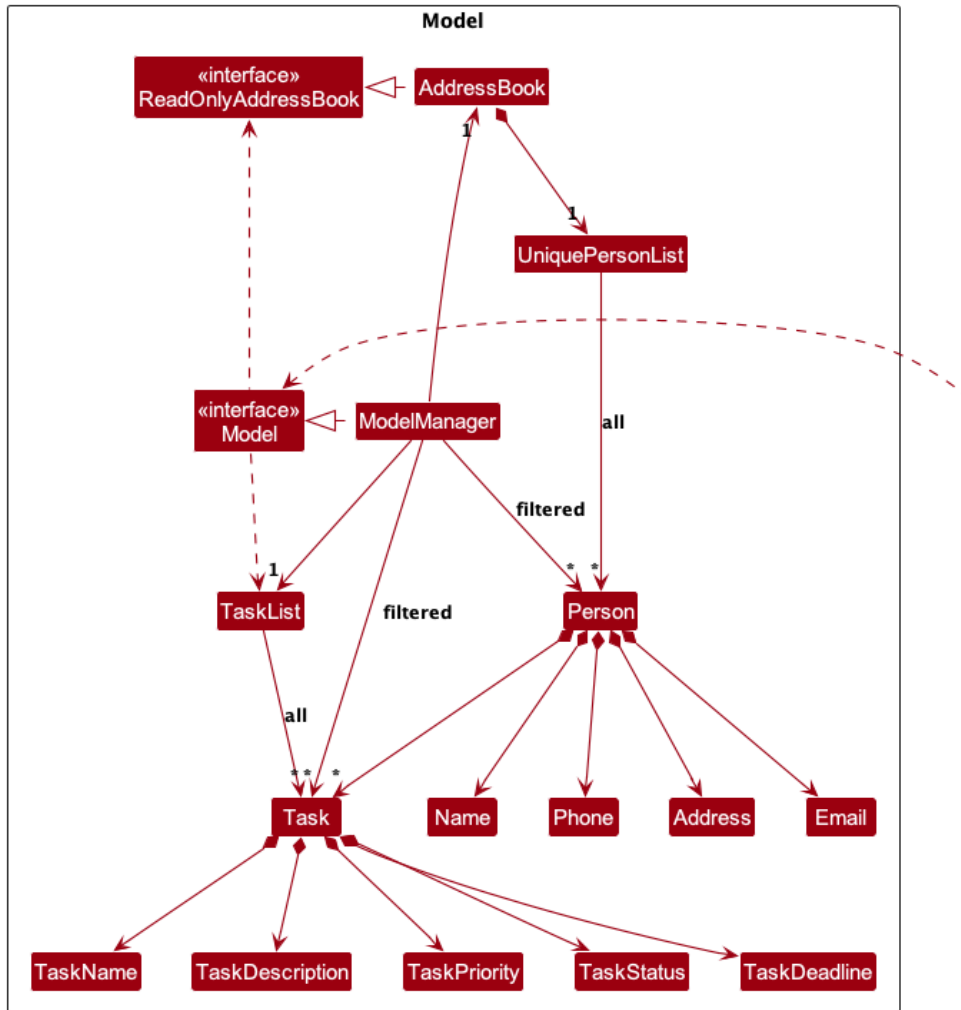 Model
«interface»
ReadOnlyAddressBook
AddressBook
1
1
UniquePersonList
«interface»
Model
ModelManager
all
filtered
* *
1
TaskList
Person
filtered
all
* * *
Task
Name
Phone
Address
Email
TaskName
TaskDescription
TaskPriority
TaskStatus
TaskDeadline